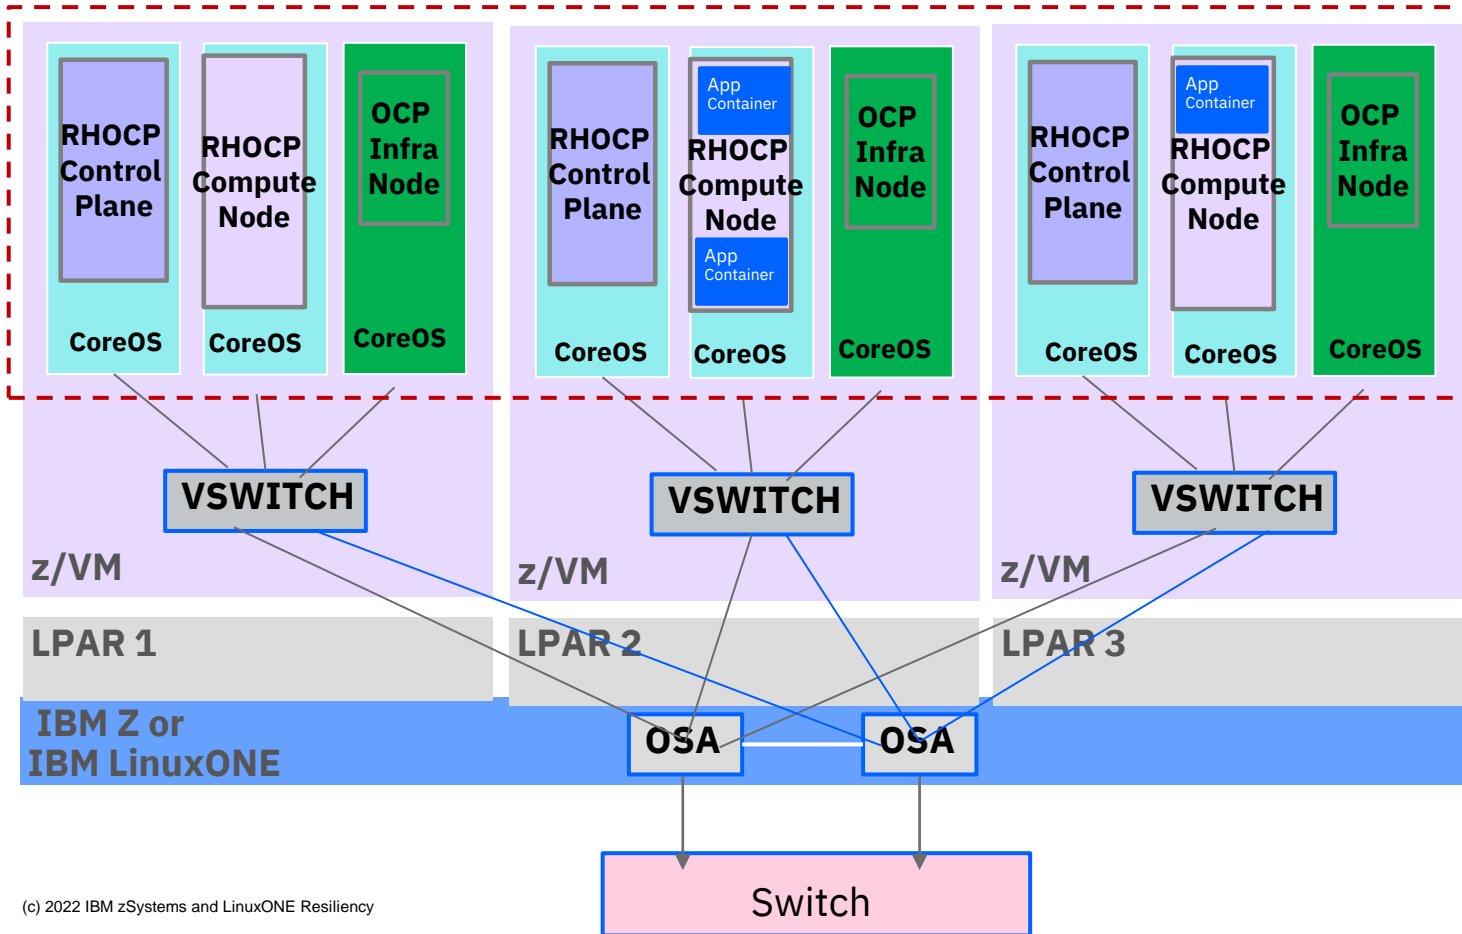 RHOCP
Control
Plane
CoreOS
RHOCP
Compute
Node
CoreOS
OCP
Infra
Node
CoreOS
VSWITCH
z/VM
LPAR 1
RHOCP
Control
Plane
CoreOS
App
Container
RHOCP
Compute
Node
App
Container
CoreOS
OCP
Infra
Node
CoreOS
VSWITCH
z/VM
LPAR 2
RHOCP
Control
Plane
CoreOS
App
Container
RHOCP
Compute
Node
CoreOS
OCP
Infra
Node
CoreOS
VSWITCH
z/VM
LPAR 3
IBM Z or
IBM LinuxONE
OSA
OSA
Switch
(c) 2022 IBM zSystems and LinuxONE Resiliency